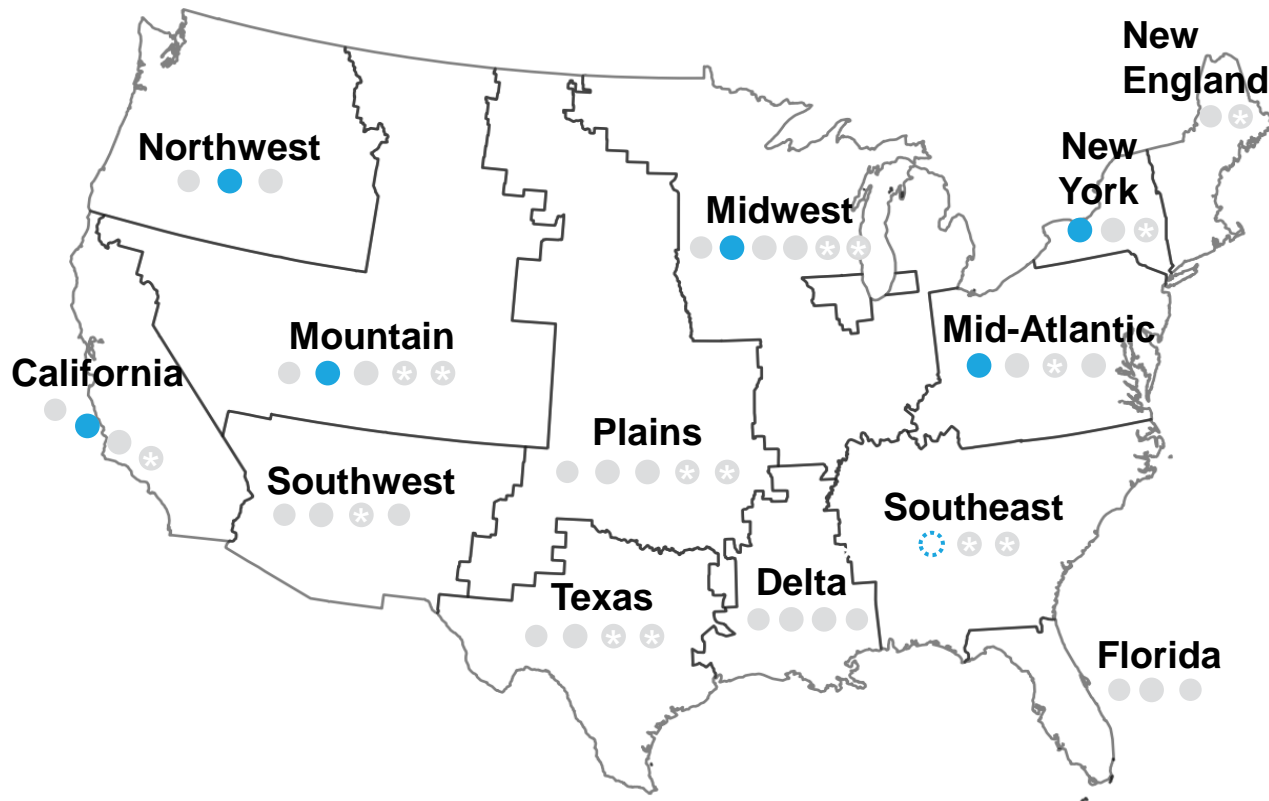 New
England
Northwest
New
York
Midwest
Mountain
Mid-Atlantic
California
Plains
Southwest
Southeast
Delta
Texas
Florida